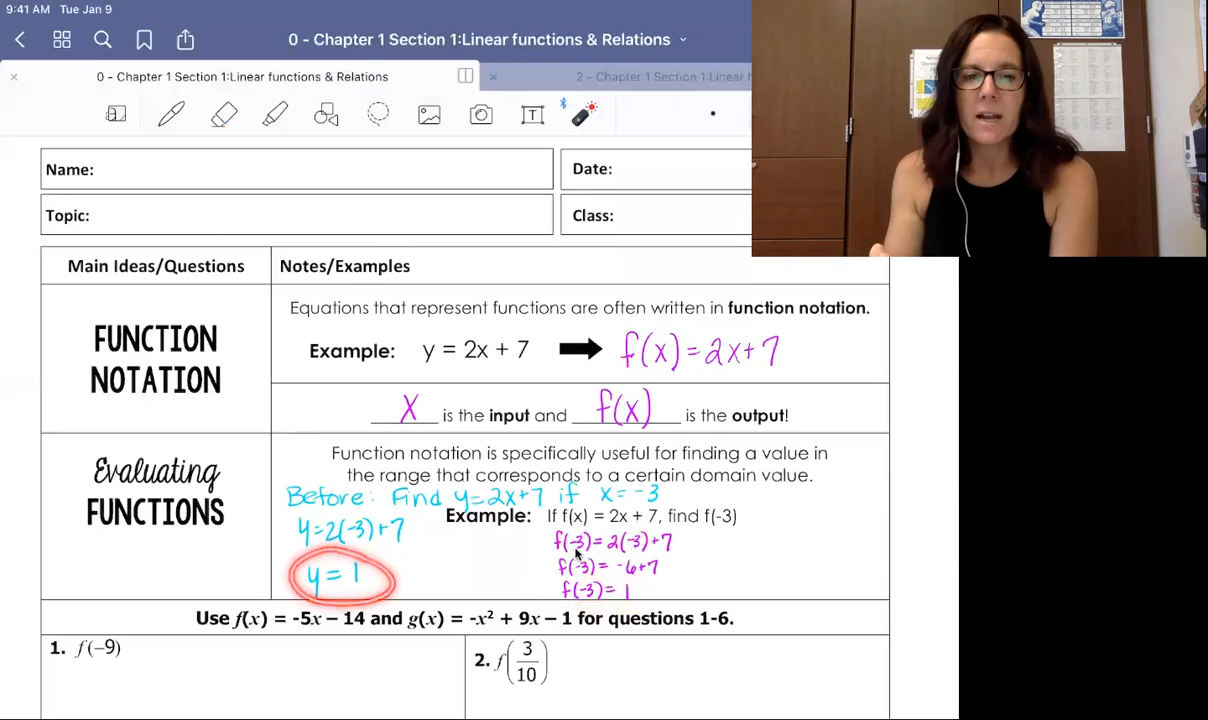 9:41 AM Tue Jan 9
0 - Chapter 1 Section 1:Linear functions & Relations
0 - Chapter 1 Section 1:Linear functions & Relations
2 - Chapter 1 Section 1:Linear
T
Name:
Date:
Topic:
Class:
Main Ideas/Questions
Notes/Examples
FUNCTION
NOTATION
Equations that represent functions are often written in function notation.
Example: y = 2x + 7 f(x) = 2x + 7
x is the input and f(x) is the output!
Evaluating
FUNCTIONS
Function notation is specifically useful for finding a value in
the range that corresponds to a certain domain value.
Before: Find y=2x+7 if x = -3
Example: If f(x) = 2x + 7, find f(-3)
y=2(-3)+7
f(-3)= 2(-3)+7
f(-3)= -6+7
y = 1
f(-3)= 1
Use f(x) = -5x – 14 and g(x) = -x² + 9x – 1 for questions 1-6.
1. f(–9)
2. f(3/10)